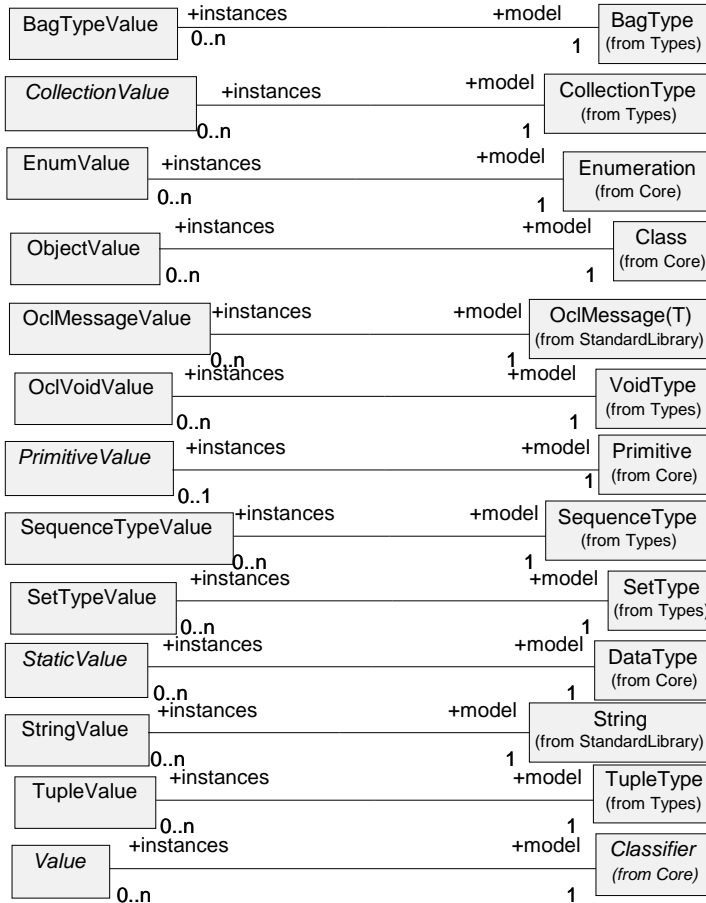 BagTypeValue +instances 0..n +model 1 BagType
(from Types)
CollectionValue +instances 0..n +model 1 CollectionType
(from Types)
EnumValue +instances 0..n +model 1 Enumeration
(from Core)
ObjectValue +instances 0..n +model 1 Class
(from Core)
OclMessageValue +instances 0..n +model 1 OclMessage(T)
(from StandardLibrary)
OclVoidValue +instances 0..n +model 1 VoidType
(from Types)
PrimitiveValue +instances 0..1 +model 1 Primitive
(from Core)
SequenceTypeValue +instances 0..n +model 1 SequenceType
(from Types)
SetTypeValue +instances 0..n +model 1 SetType
(from Types)
StaticValue +instances 0..n +model 1 DataType
(from Core)
StringValue +instances 0..n +model 1 String
(from StandardLibrary)
TupleValue +instances 0..n +model 1 TupleType
(from Types)
Value +instances 0..n +model 1 Classifier
(from Core)